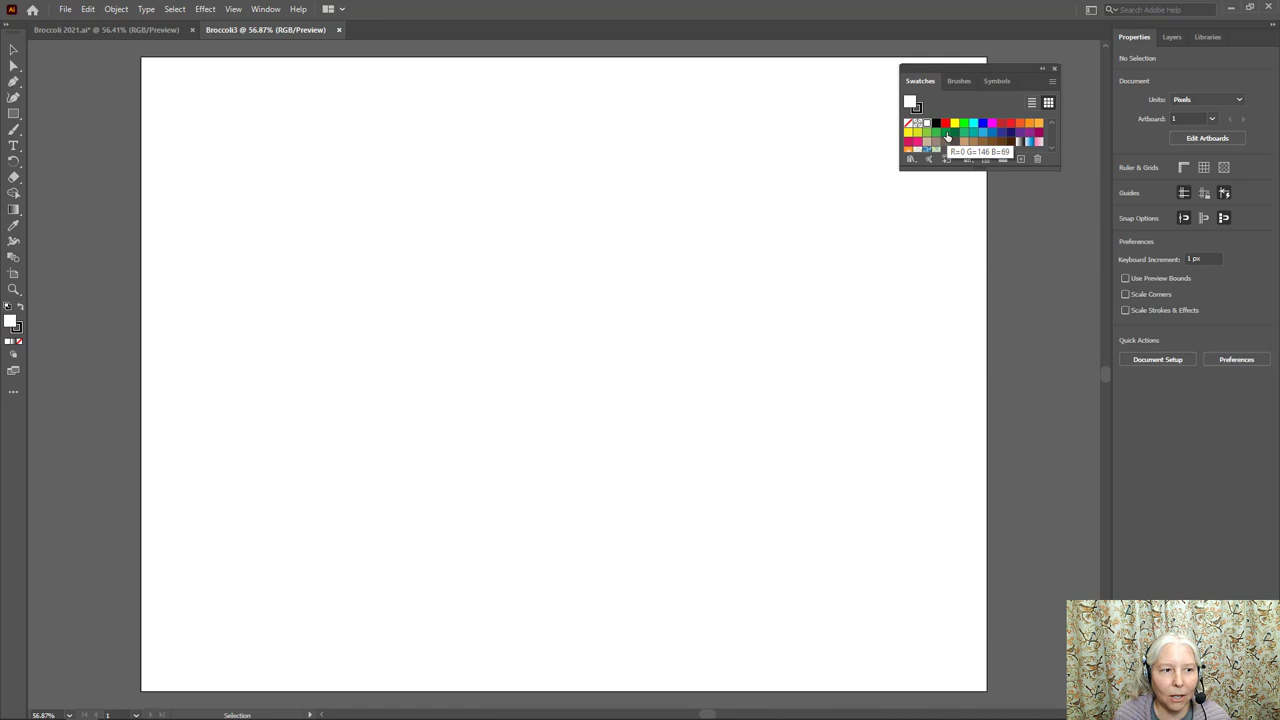 Ai File Edit Object Type Select Effect View Window Help Search Adobe Help
Broccoli 2021.ai* @ 56.41% (RGB/Preview) × Broccoli3 @ 56.87% (RGB/Preview) ×
Properties Layers Libraries
No Selection
Document
Units: Pixels
Artboard: 1
Edit Artboards
Ruler & Grids
Guides
Snap Options
Preferences
Keyboard Increment: 1 px
Use Preview Bounds
Scale Corners
Scale Strokes & Effects
Quick Actions
Document Setup Preferences
Swatches Brushes Symbols
R=0 G=146 B=69
56.87% 1 Selection